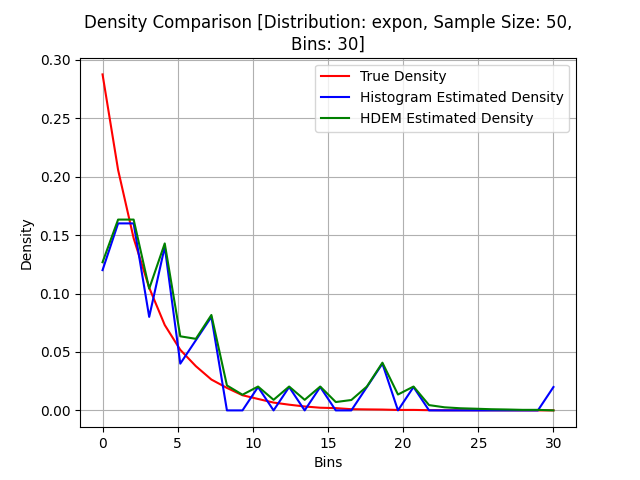 Density Comparison [Distribution: expon, Sample Size: 50,
Bins: 30]
True Density
Histogram Estimated Density
HDEM Estimated Density
Density
0.30
0.25
0.20
0.15
0.10
0.05
0.00
0 5 10 15 20 25 30
Bins